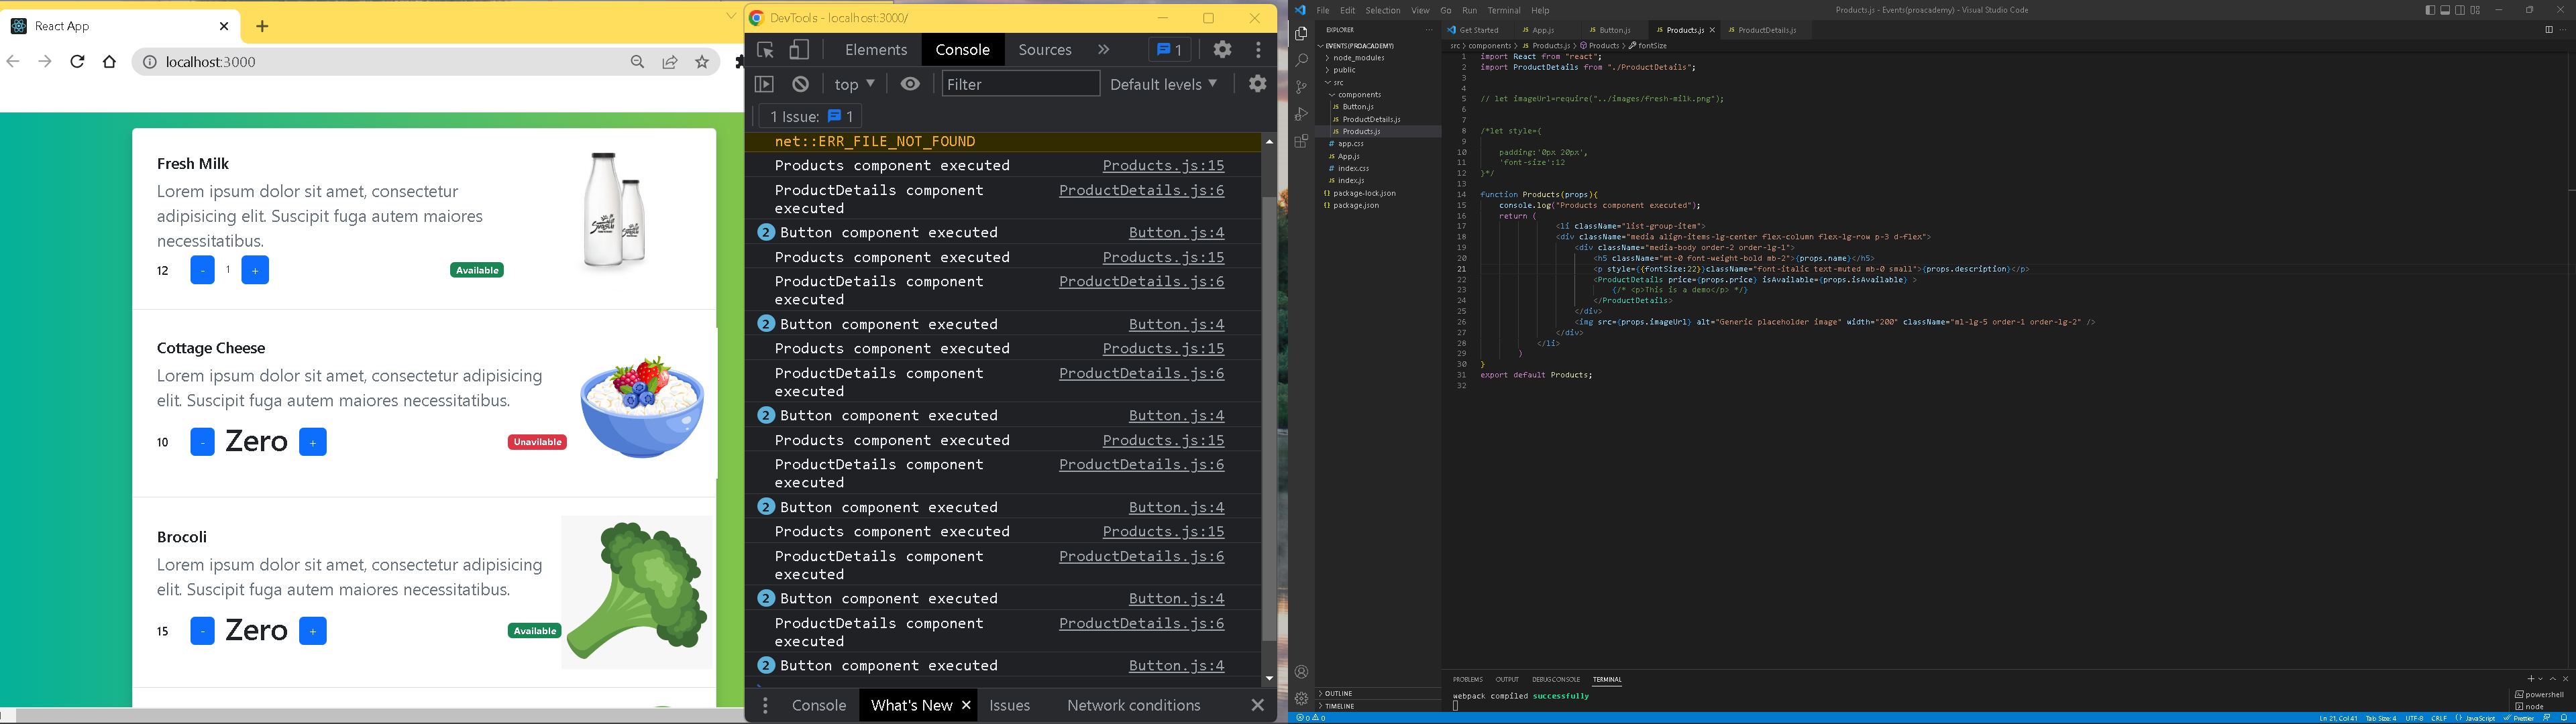 React App
localhost:3000
Fresh Milk
Lorem ipsum dolor sit amet, consectetur
adipisicing elit. Suscipit fuga autem maiores
necessitatibus.
12 - 1 + Available
Cottage Cheese
Lorem ipsum dolor sit amet, consectetur adipisicing
elit. Suscipit fuga autem maiores necessitatibus.
10 - Zero + Unavailable
Brocoli
Lorem ipsum dolor sit amet, consectetur adipisicing
elit. Suscipit fuga autem maiores necessitatibus.
15 - Zero + Available
DevTools - localhost:3000/
Elements Console Sources » 1
top Filter Default levels
1 Issue: 1
net::ERR_FILE_NOT_FOUND
Products component executed Products.js:15
ProductDetails component ProductDetails.js:6
executed
2 Button component executed Button.js:4
Products component executed Products.js:15
ProductDetails component ProductDetails.js:6
executed
2 Button component executed Button.js:4
Products component executed Products.js:15
ProductDetails component ProductDetails.js:6
executed
2 Button component executed Button.js:4
Products component executed Products.js:15
ProductDetails component ProductDetails.js:6
executed
2 Button component executed Button.js:4
Products component executed Products.js:15
ProductDetails component ProductDetails.js:6
executed
2 Button component executed Button.js:4
ProductDetails component ProductDetails.js:6
executed
2 Button component executed Button.js:4
Console What's New Issues Network conditions
File Edit Selection View Go Run Terminal Help Products.js - Events(proacademy) - Visual Studio Code
EXPLORER
EVENTS(PROACADEMY)
node_modules
public
src
components
JS Button.js
JS ProductDetails.js
JS Products.js
# app.css
JS App.js
# index.css
JS index.js
{} package-lock.json
{} package.json
OUTLINE
TIMELINE
Get Started JS App.js JS Button.js JS Products.js JS ProductDetails.js
src > components > JS Products.js > Products > fontSize
1 import React from "react";
2 import ProductDetails from "./ProductDetails";
3
4
5 // let imageUrl=require("../images/fresh-milk.png");
6
7
8 /*let style={
9
10 padding:'0px 20px',
11 'font-size':12
12 }*/
13
14 function Products(props){
15 console.log("Products component executed");
16 return (
17 <li className="list-group-item">
18 <div className="media align-items-lg-center flex-column flex-lg-row p-3 d-flex">
19 <div className="media-body order-2 order-lg-1">
20 <h5 className="mt-0 font-weight-bold mb-2">{props.name}</h5>
21 <p style={{fontSize:22}}className="font-italic text-muted mb-0 small">{props.description}</p>
22 <ProductDetails price={props.price} isAvailable={props.isAvailable} >
23 {/* <p>This is a demo</p> */}
24 </ProductDetails>
25 </div>
26 <img src={props.imageUrl} alt="Generic placeholder image" width="200" className="ml-lg-5 order-1 order-lg-2" />
27 </div>
28 </li>
29 )
30 }
31 export default Products;
32
PROBLEMS OUTPUT DEBUG CONSOLE TERMINAL
webpack compiled successfully
powershell
node
0 0 Ln 21, Col 41 Tab Size: 4 UTF-8 CRLF {} JavaScript Prettier